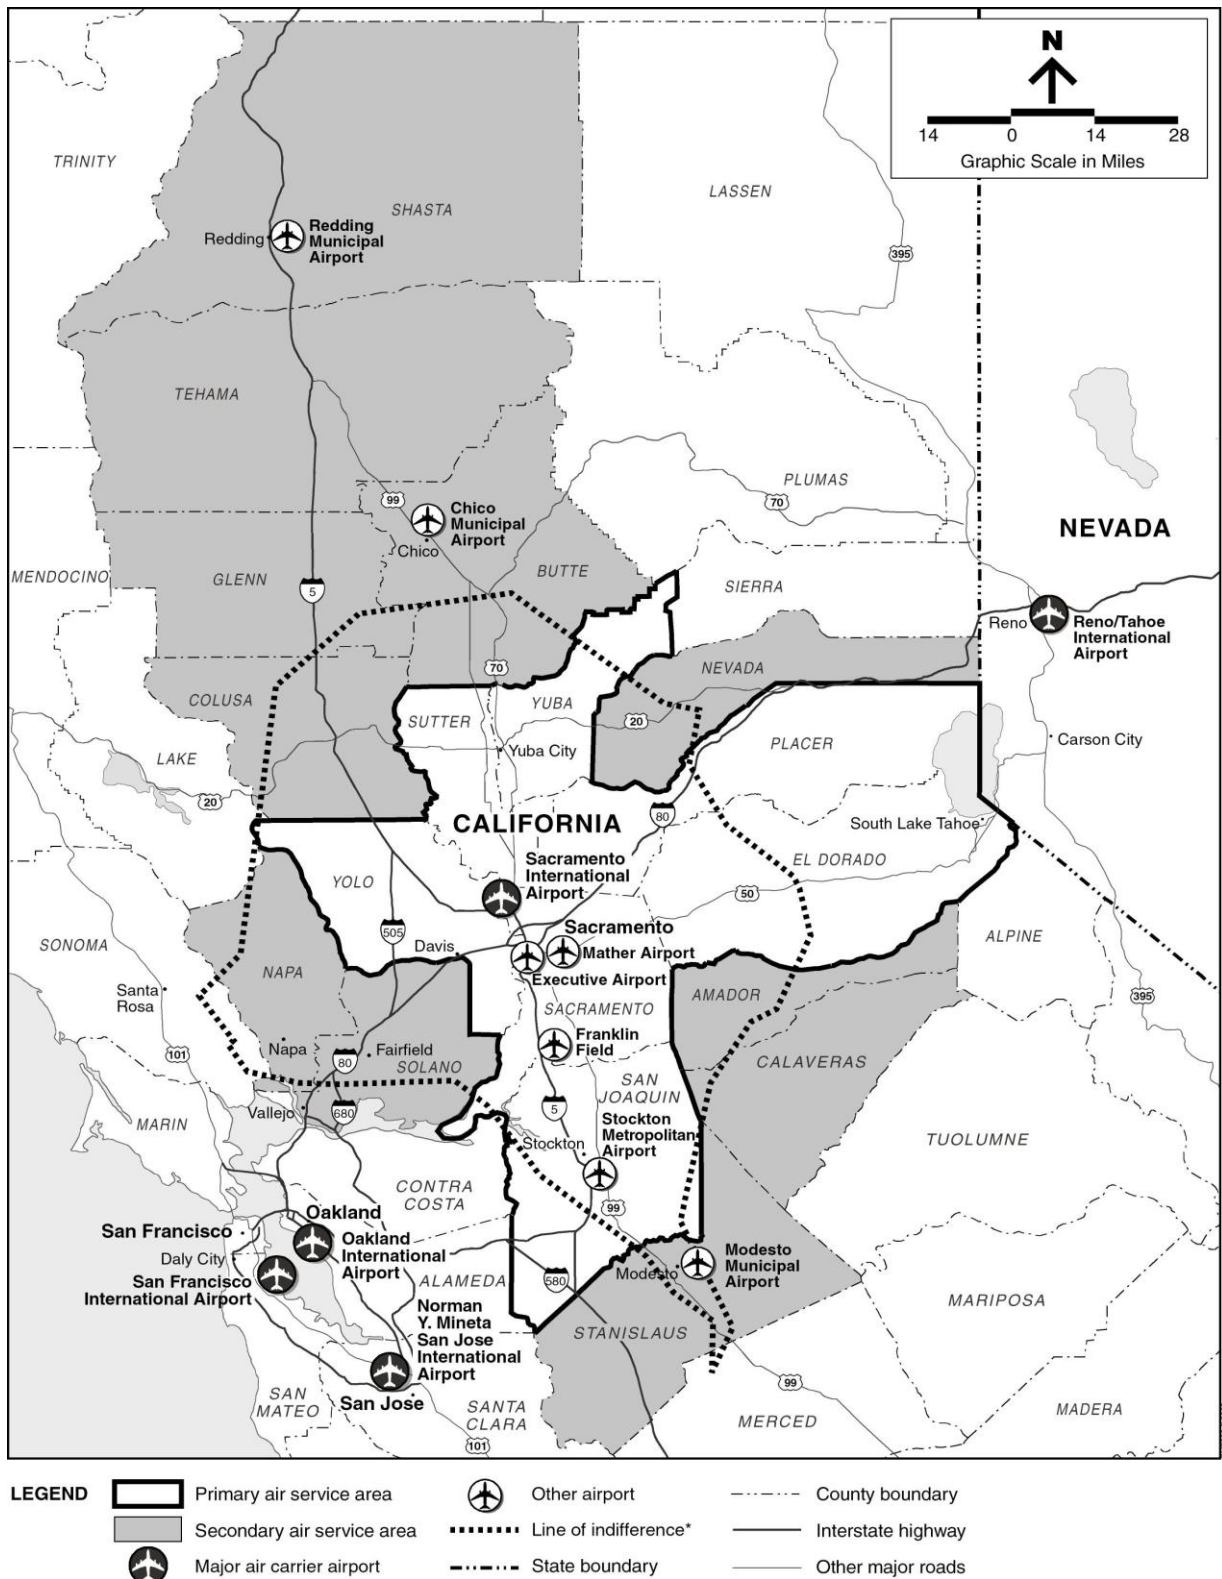 N
14 0 14 28
Graphic Scale in Miles
TRINITY
LASSEN
SHASTA
Redding
Redding
Municipal
Airport
395
TEHAMA
PLUMAS
99
70
Chico
Municipal
Airport
Chico
NEVADA
MENDOCINO
GLENN
5
BUTTE
SIERRA
Reno
Reno/Tahoe
International
Airport
70
NEVADA
COLUSA
SUTTER
YUBA
20
Yuba City
PLACER
Carson City
LAKE
20
80
CALIFORNIA
South Lake Tahoe
Sacramento
International
Airport
EL DORADO
YOLO
50
505
SONOMA
Davis
Sacramento
Mather Airport
Executive Airport
ALPINE
NAPA
AMADOR
Santa
Rosa
SACRAMENTO
395
101
Napa
80
Fairfield
SOLANO
Franklin
Field
CALAVERAS
SAN
JOAQUIN
Vallejo
680
5
MARIN
Stockton
Stockton
Metropolitan
Airport
TUOLUMNE
CONTRA
COSTA
99
San Francisco
Oakland
Oakland
International
Airport
Daly City
San Francisco
International Airport
ALAMEDA
580
Modesto
Modesto
Municipal
Airport
MARIPOSA
Norman
Y. Mineta
San Jose
International
Airport
STANISLAUS
San Jose
SAN
MATEO
SANTA
CLARA
101
99
MERCED
MADERA
LEGEND
Primary air service area
Other airport
County boundary
Secondary air service area
Line of indifference*
Interstate highway
Major air carrier airport
State boundary
Other major roads